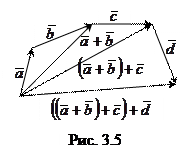 c̅
b̅
a̅ + b̅
d̅
a̅
(a̅ + b̅) + c̅
((a̅ + b̅) + c̅) + d̅
Рис. 3.5